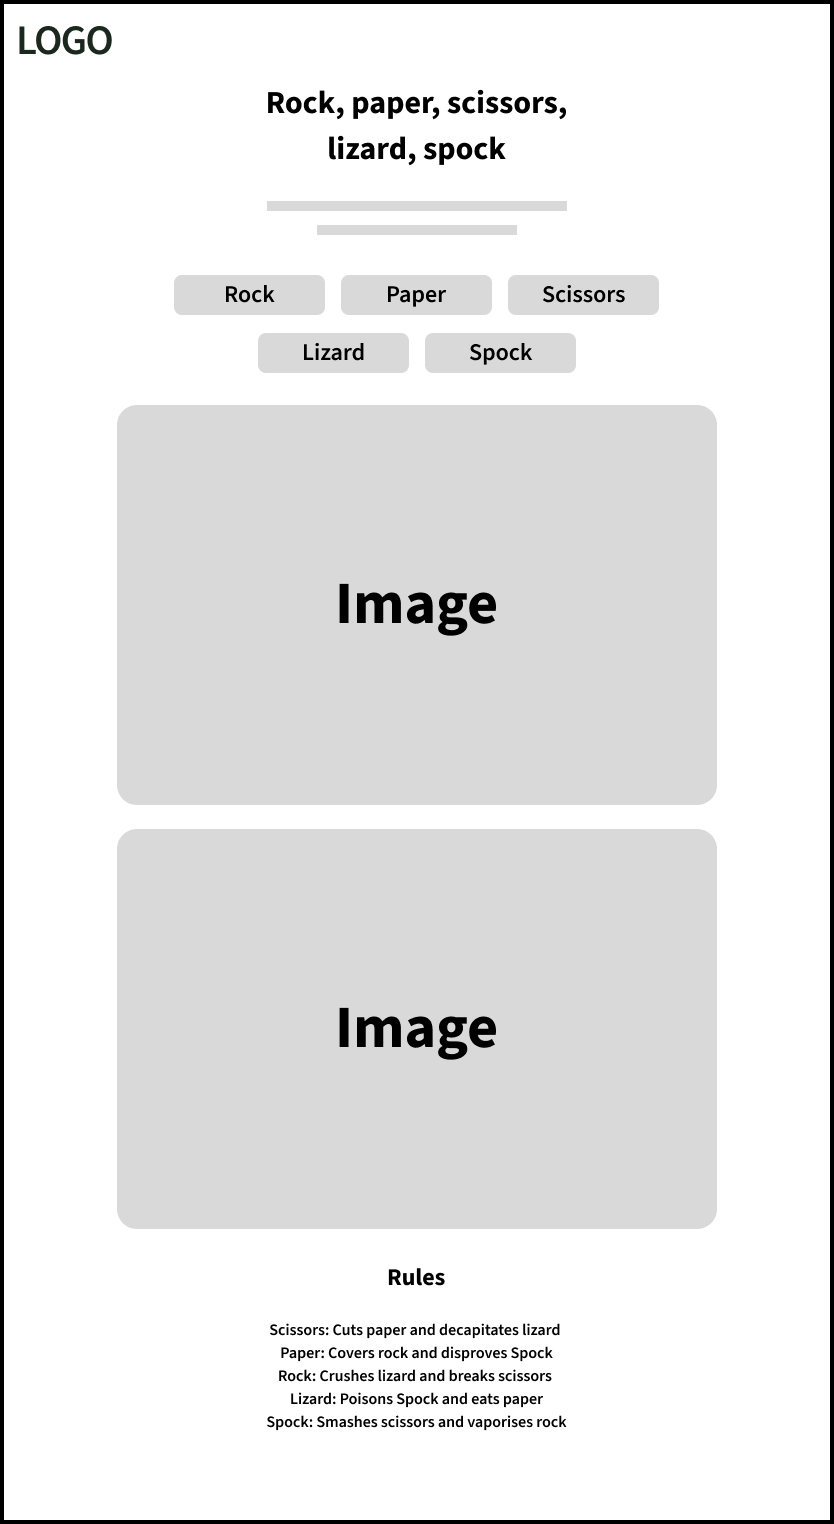 LOGO
Rock, paper, scissors,
lizard, spock
Rock
Paper
Scissors
Lizard
Spock
Image
Image
Rules
Scissors: Cuts paper and decapitates lizard
Paper: Covers rock and disproves Spock
Rock: Crushes lizard and breaks scissors
Lizard: Poisons Spock and eats paper
Spock: Smashes scissors and vaporises rock